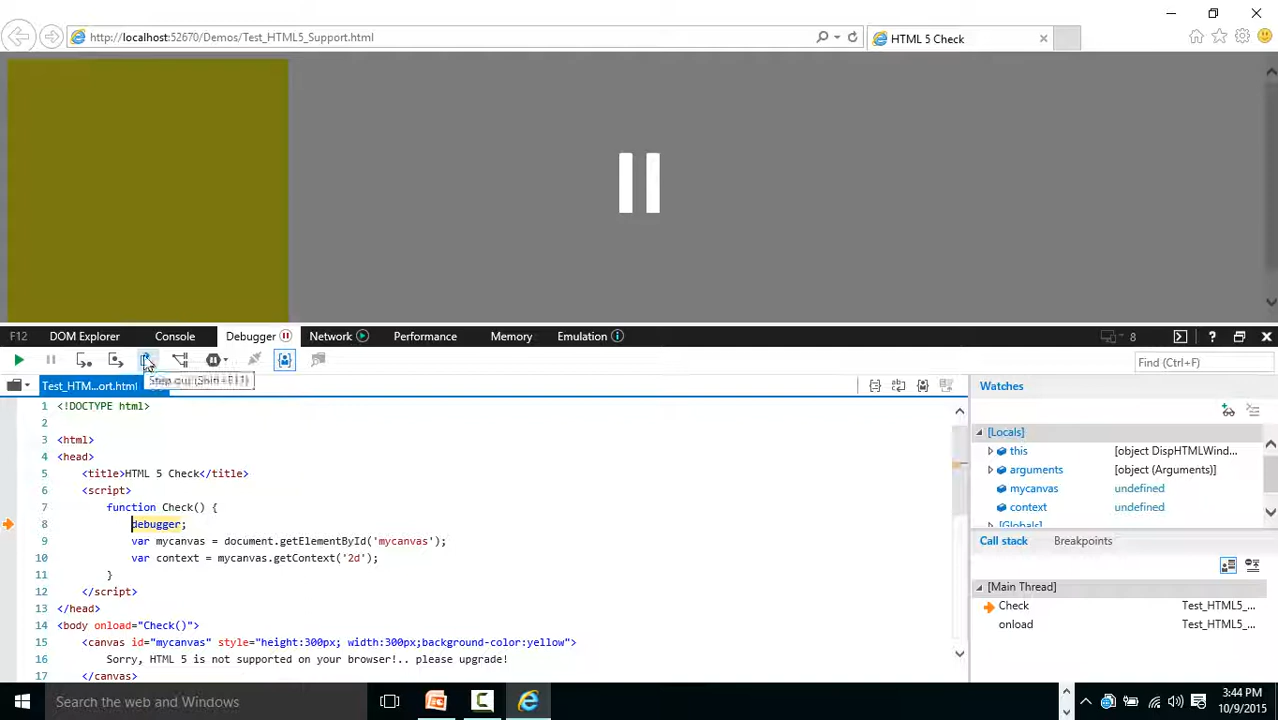 http://localhost:52670/Demos/Test_HTML5_Support.html
HTML 5 Check
F12 DOM Explorer Console Debugger Network Performance Memory Emulation 8
Step out (Shift+F11)
Find (Ctrl+F)
Test_HTM...ort.html
1 <!DOCTYPE html>
2
3 <html>
4 <head>
5 <title>HTML 5 Check</title>
6 <script>
7 function Check() {
8 debugger;
9 var mycanvas = document.getElementById('mycanvas');
10 var context = mycanvas.getContext('2d');
11 }
12 </script>
13 </head>
14 <body onload="Check()">
15 <canvas id="mycanvas" style="height:300px; width:300px;background-color:yellow">
16 Sorry, HTML 5 is not supported on your browser!.. please upgrade!
17 </canvas>
Watches
[Locals]
this [object DispHTMLWind...
arguments [object (Arguments)]
mycanvas undefined
context undefined
[Globals]
Call stack Breakpoints
[Main Thread]
Check Test_HTML5_...
onload Test_HTML5_...
Search the web and Windows
3:44 PM
10/9/2015